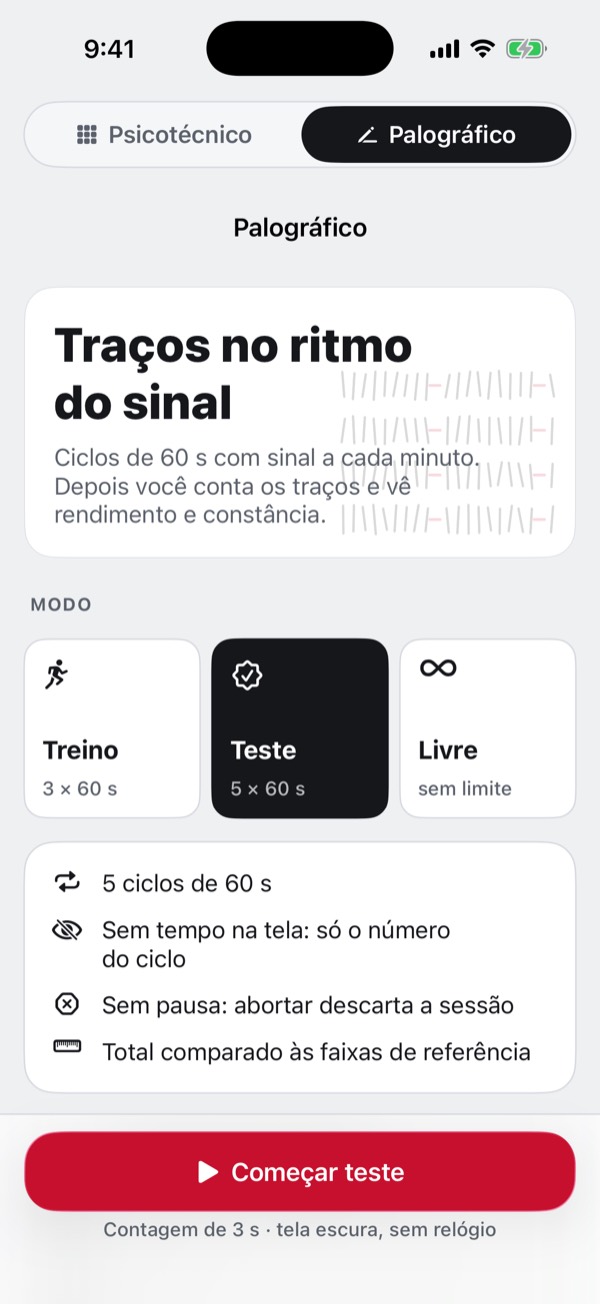 9:41
Psicotécnico
Palográfico
Palográfico
Traços no ritmo
do sinal
Ciclos de 60 s com sinal a cada minuto.
Depois você conta os traços e vê
rendimento e constância.
MODO
Treino
3 × 60 s
Teste
5 × 60 s
Livre
sem limite
5 ciclos de 60 s
Sem tempo na tela: só o número
do ciclo
Sem pausa: abortar descarta a sessão
Total comparado às faixas de referência
Começar teste
Contagem de 3 s · tela escura, sem relógio